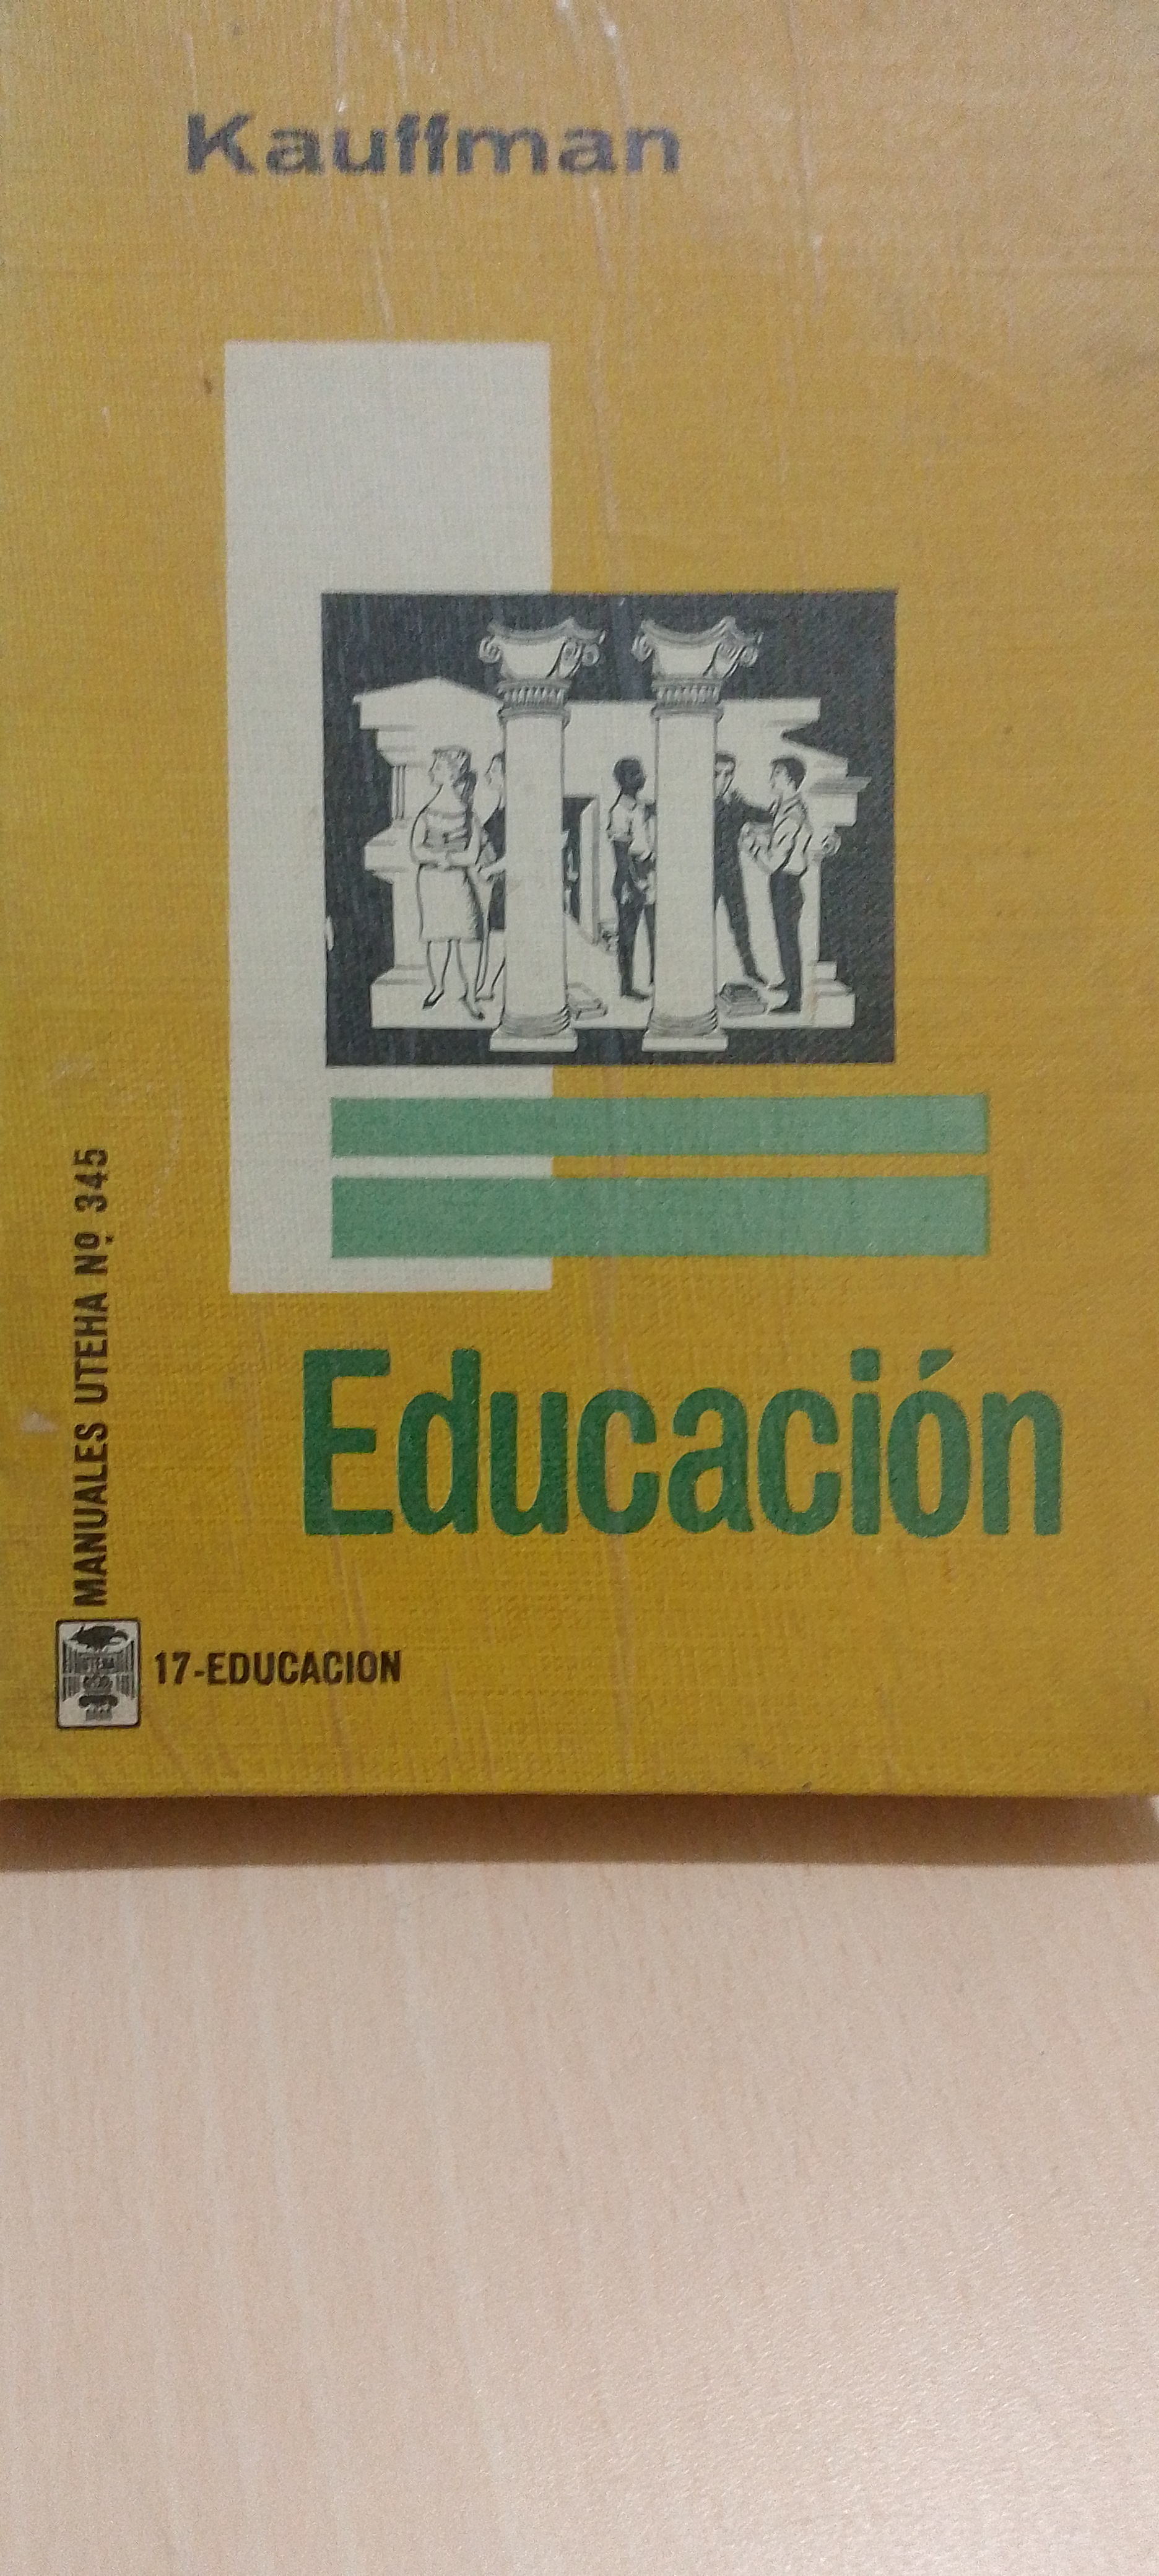 Kauffman
Educación
MANUALES UTEHA Nº 345
17-EDUCACION